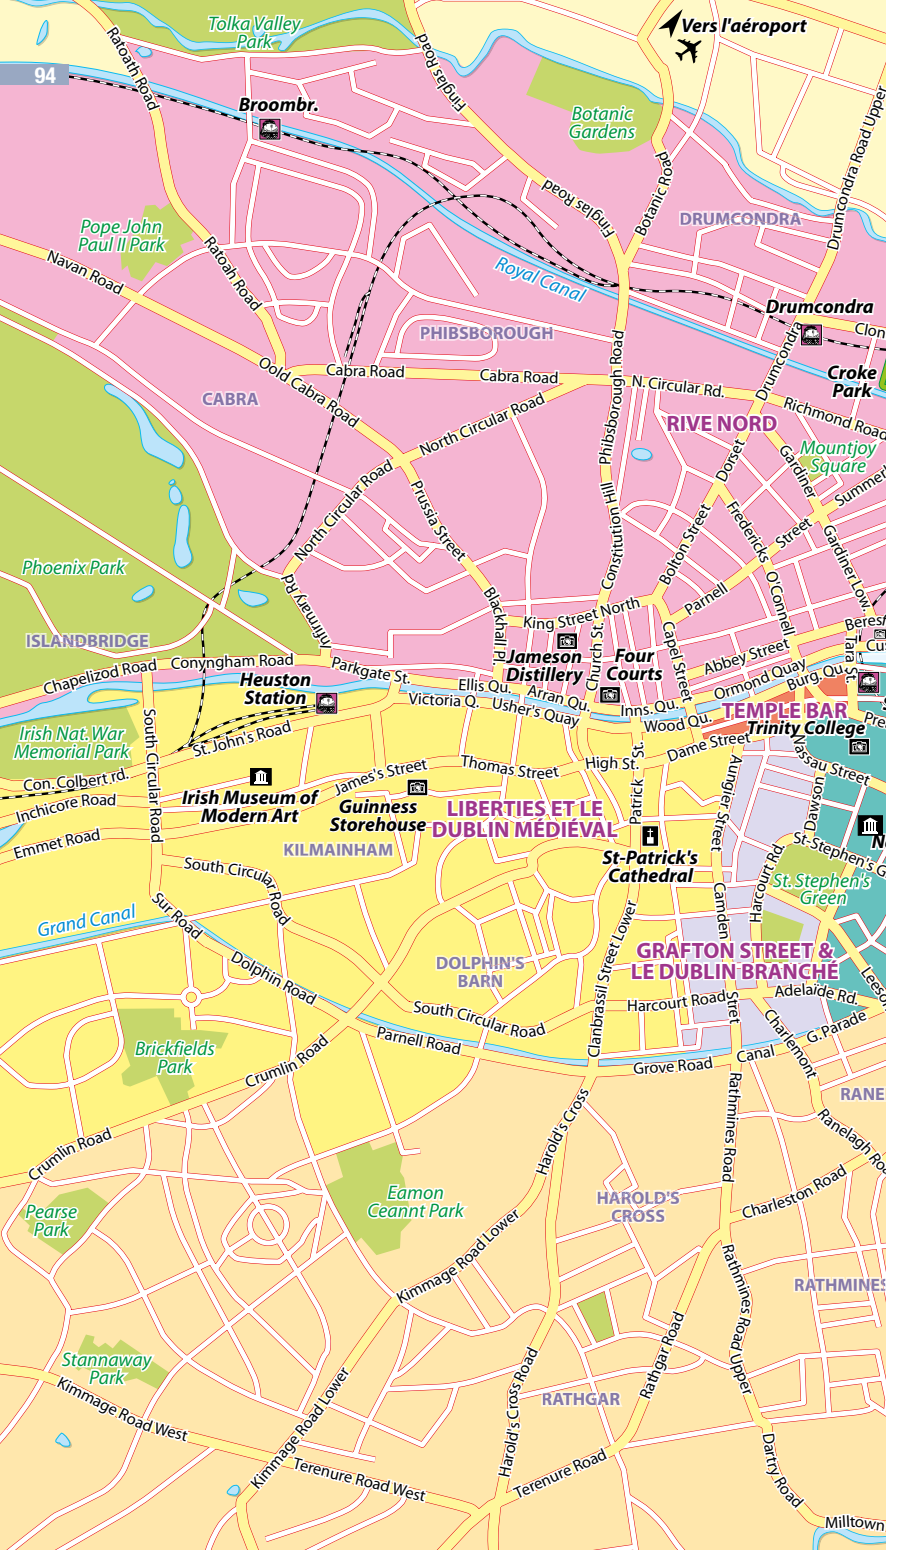 Tolka Valley
Park
Vers l'aéroport
94
Ratoath Road
Finglas Road
Broombr.
Botanic
Gardens
Drumcondra Road Upper
Botanic Road
Finglas Road
DRUMCONDRA
Pope John
Paul II Park
Ratoah Road
Navan Road
Royal Canal
Drumcondra
Clon
PHIBSBOROUGH
Phibsborough Road
Drumcondra
Oold Cabra Road
Cabra Road
Cabra Road
N. Circular Rd.
Croke
Park
CABRA
North Circular Road
RIVE NORD
Richmond Road
Mountjoy
Square
Dorset
Gardiner
Summer
North Circular Road
Prussia Street
Constitution Hill
Bolton Street
Fredericks
Street
Gardiner Low.
Phoenix Park
Infirmary Rd
Blackhall Pl.
King Street North
Parnell
O'Connell
ISLANDBRIDGE
Jameson
Distillery
Church St.
Four
Courts
Capel Street
Abbey Street
Beresf
Cu
Tara St.
Chapelizod Road
Conyngham Road
Parkgate St.
Heuston
Station
Ellis Qu.
Arran Qu.
Inns. Qu.
Ormond Quay
Burg. Qu.
Victoria Q.
Usher's Quay
Wood Qu.
TEMPLE BAR
Trinity College
Pre
Irish Nat. War
Memorial Park
South Circular Road
St. John's Road
High St.
Dame Street
Nassau Street
Con. Colbert rd.
Inchicore Road
Irish Museum of
Modern Art
James's Street
Thomas Street
Guinness
Storehouse
LIBERTIES ET LE
DUBLIN MÉDIÉVAL
Patrick St.
Aungier Street
Dawson
N
Emmet Road
KILMAINHAM
St-Patrick's
Cathedral
St-Stephen's G
South Circular Road
St. Stephen's
Green
Harcourt Rd.
Camden
Grand Canal
Sur Road
Clanbrassil Street Lower
GRAFTON STREET &
LE DUBLIN BRANCHÉ
Dolphin Road
DOLPHIN'S
BARN
Leeson
South Circular Road
Harcourt Road
Stret
Adelaide Rd.
Parnell Road
Charlemont
G. Parade
Brickfields
Park
Crumlin Road
Grove Road
Canal
RANE
Crumlin Road
Harold's Cross
Rathmines Road
Ranelagh Roa
Pearse
Park
Eamon
Ceannt Park
HAROLD'S
CROSS
Charleston Road
Kimmage Road Lower
Rathmines Road Upper
RATHMINES
Stannaway
Park
Kimmage Road West
Kimmage Road Lower
Harold's Cross Road
Rathgar Road
RATHGAR
Terenure Road West
Terenure Road
Dartry Road
Milltown